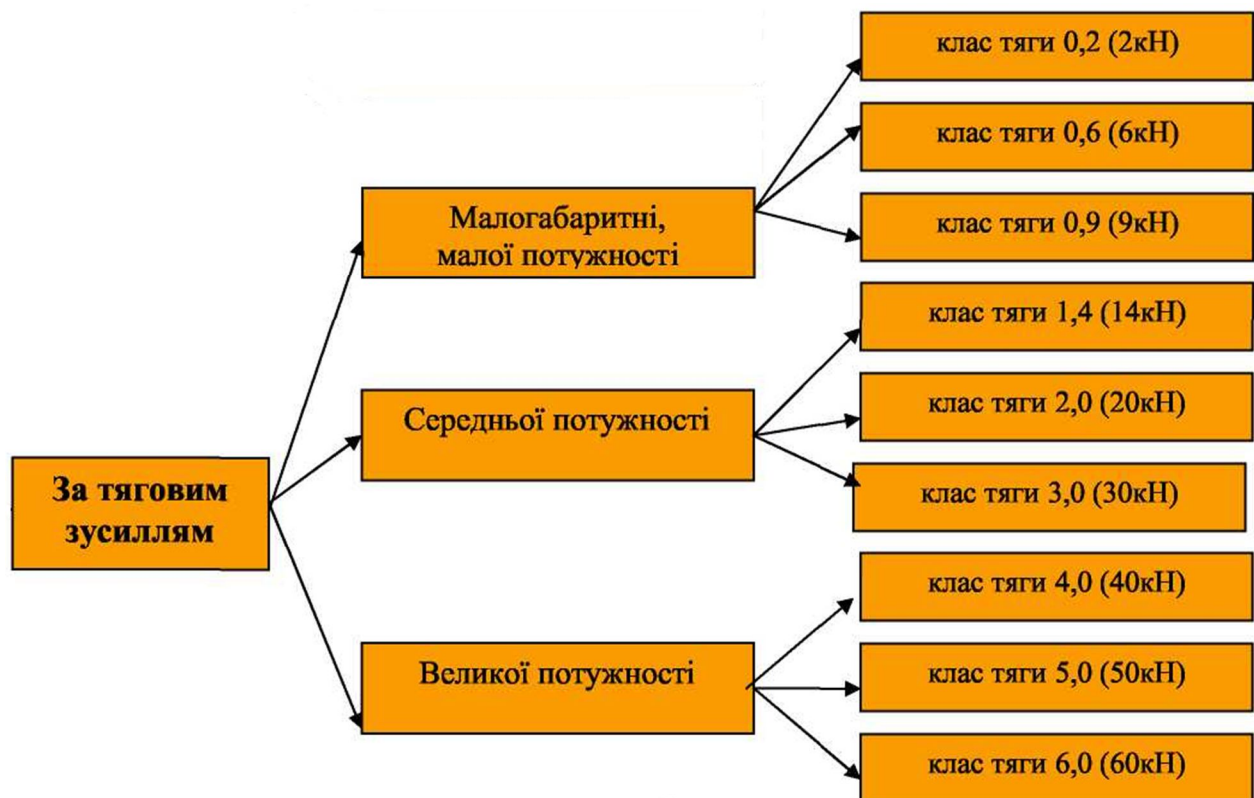 За тяговим
зусиллям
Малогабаритні,
малої потужності
Середньої потужності
Великої потужності
клас тяги 0,2 (2кН)
клас тяги 0,6 (6кН)
клас тяги 0,9 (9кН)
клас тяги 1,4 (14кН)
клас тяги 2,0 (20кН)
клас тяги 3,0 (30кН)
клас тяги 4,0 (40кН)
клас тяги 5,0 (50кН)
клас тяги 6,0 (60кН)